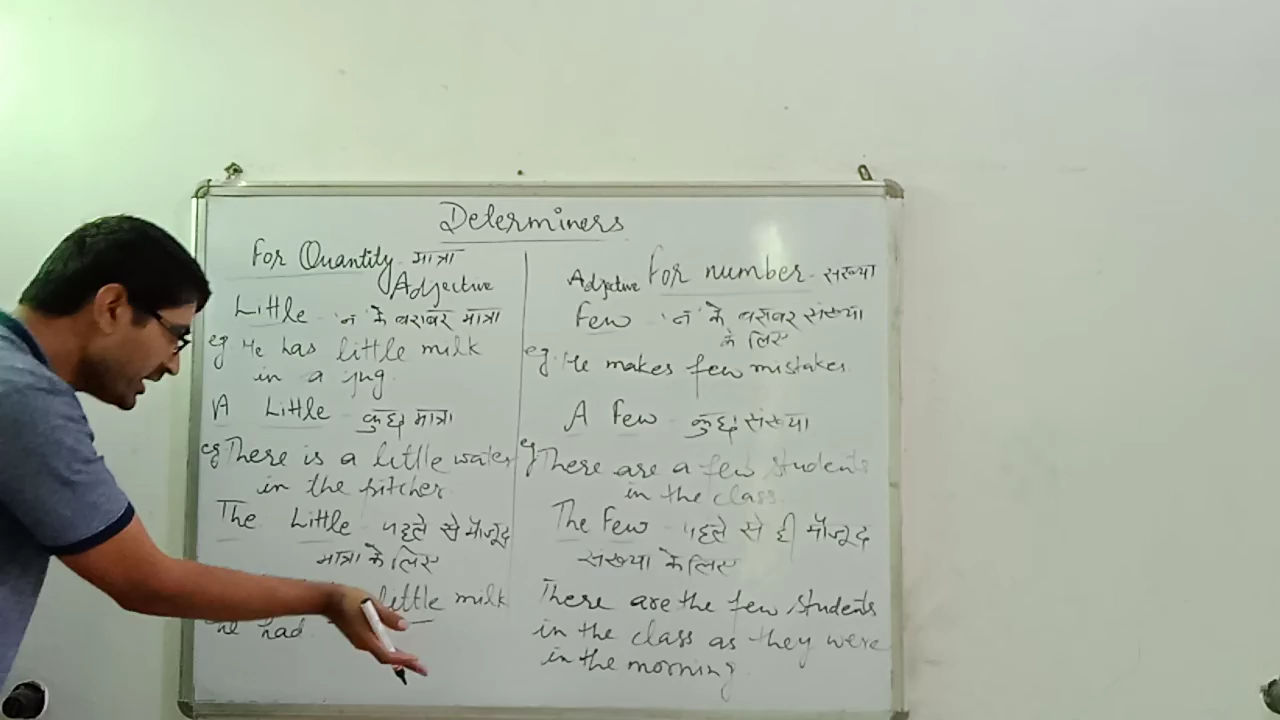 Determiners
For Quantity - मात्रा
Adjective
Little - 'न' के बराबर मात्रा
eg He has little milk
in a jug.
A Little - कुछ मात्रा
eg There is a little water
in the pitcher.
The Little - पहले से मौजूद
मात्रा के लिए
little milk
he had.
Adjective For number - संख्या
Few - 'न' के बराबर संख्या
के लिए
eg. He makes few mistakes
A Few - कुछ संख्या
eg There are a few students
in the class.
The Few - पहले से ही मौजूद
संख्या के लिए
There are the few students
in the class as they were
in the morning.